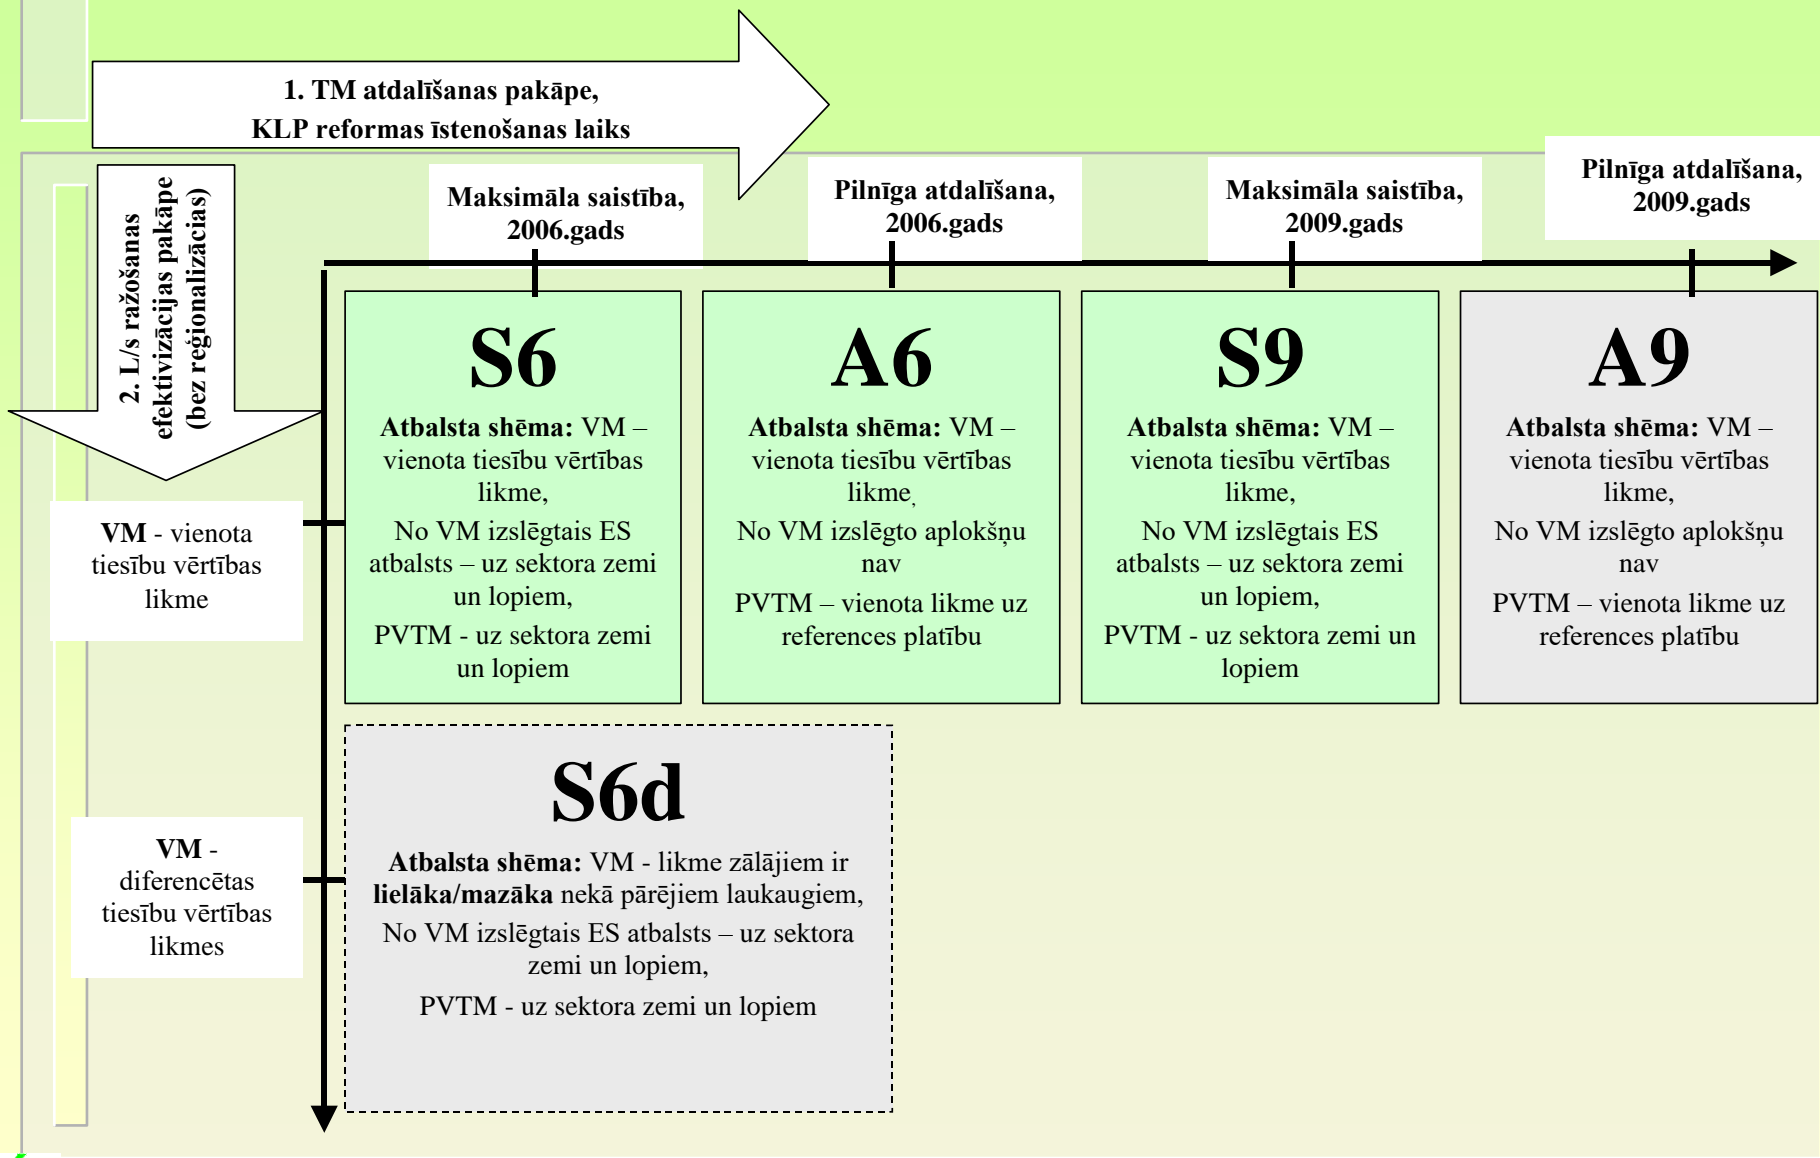 1. TM atdalīšanas pakāpe,
KLP reformas īstenošanas laiks
2. L/s ražošanas
efektivizācijas pakāpe
(bez reģionalizācijas)
Maksimāla saistība,
2006.gads
Pilnīga atdalīšana,
2006.gads
Maksimāla saistība,
2009.gads
Pilnīga atdalīšana,
2009.gads
VM - vienota
tiesību vērtības
likme
S6
Atbalsta shēma: VM –
vienota tiesību vērtības
likme,
No VM izslēgtais ES
atbalsts – uz sektora zemi
un lopiem,
PVTM - uz sektora zemi
un lopiem
A6
Atbalsta shēma: VM –
vienota tiesību vērtības
likme,
No VM izslēgto aplokšņu
nav
PVTM – vienota likme uz
references platību
S9
Atbalsta shēma: VM –
vienota tiesību vērtības
likme,
No VM izslēgtais ES
atbalsts – uz sektora zemi
un lopiem,
PVTM - uz sektora zemi un
lopiem
A9
Atbalsta shēma: VM –
vienota tiesību vērtības
likme,
No VM izslēgto aplokšņu
nav
PVTM – vienota likme uz
references platību
VM -
diferencētas
tiesību vērtības
likmes
S6d
Atbalsta shēma: VM - likme zālājiem ir
lielāka/mazāka nekā pārējiem laukaugiem,
No VM izslēgtais ES atbalsts – uz sektora
zemi un lopiem,
PVTM - uz sektora zemi un lopiem